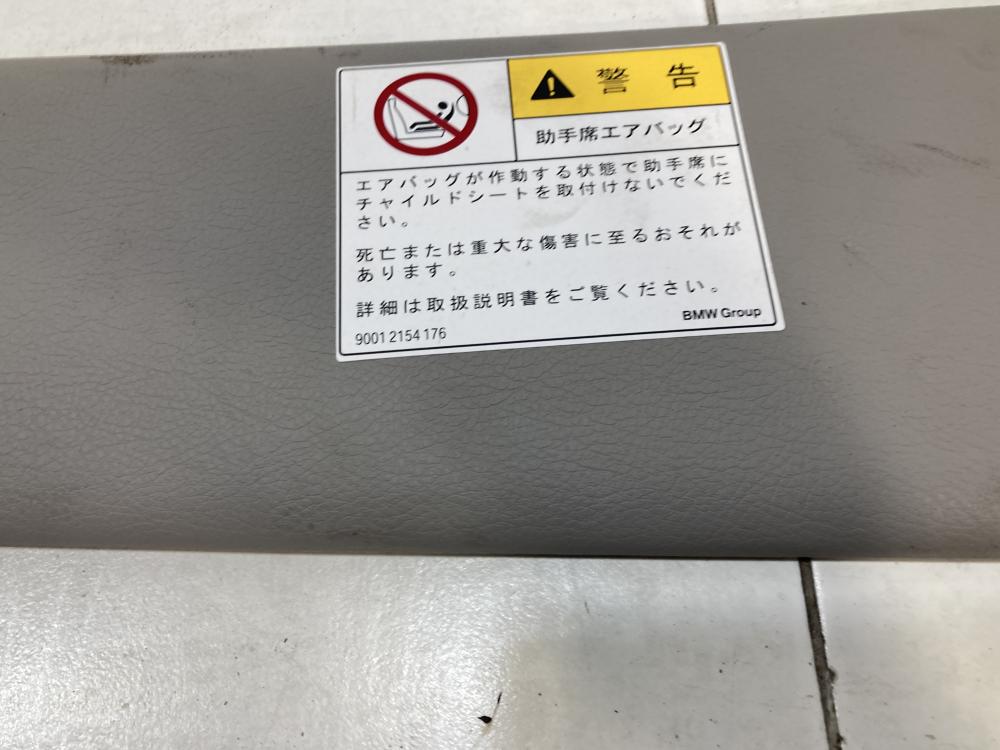 警告
助手席エアバッグ
エアバッグが作動する状態で助手席に
チャイルドシートを取付けないでくだ
さい。
死亡または重大な傷害に至るおそれが
あります。
詳細は取扱説明書をご覧ください。
BMW Group
9001 2154 176